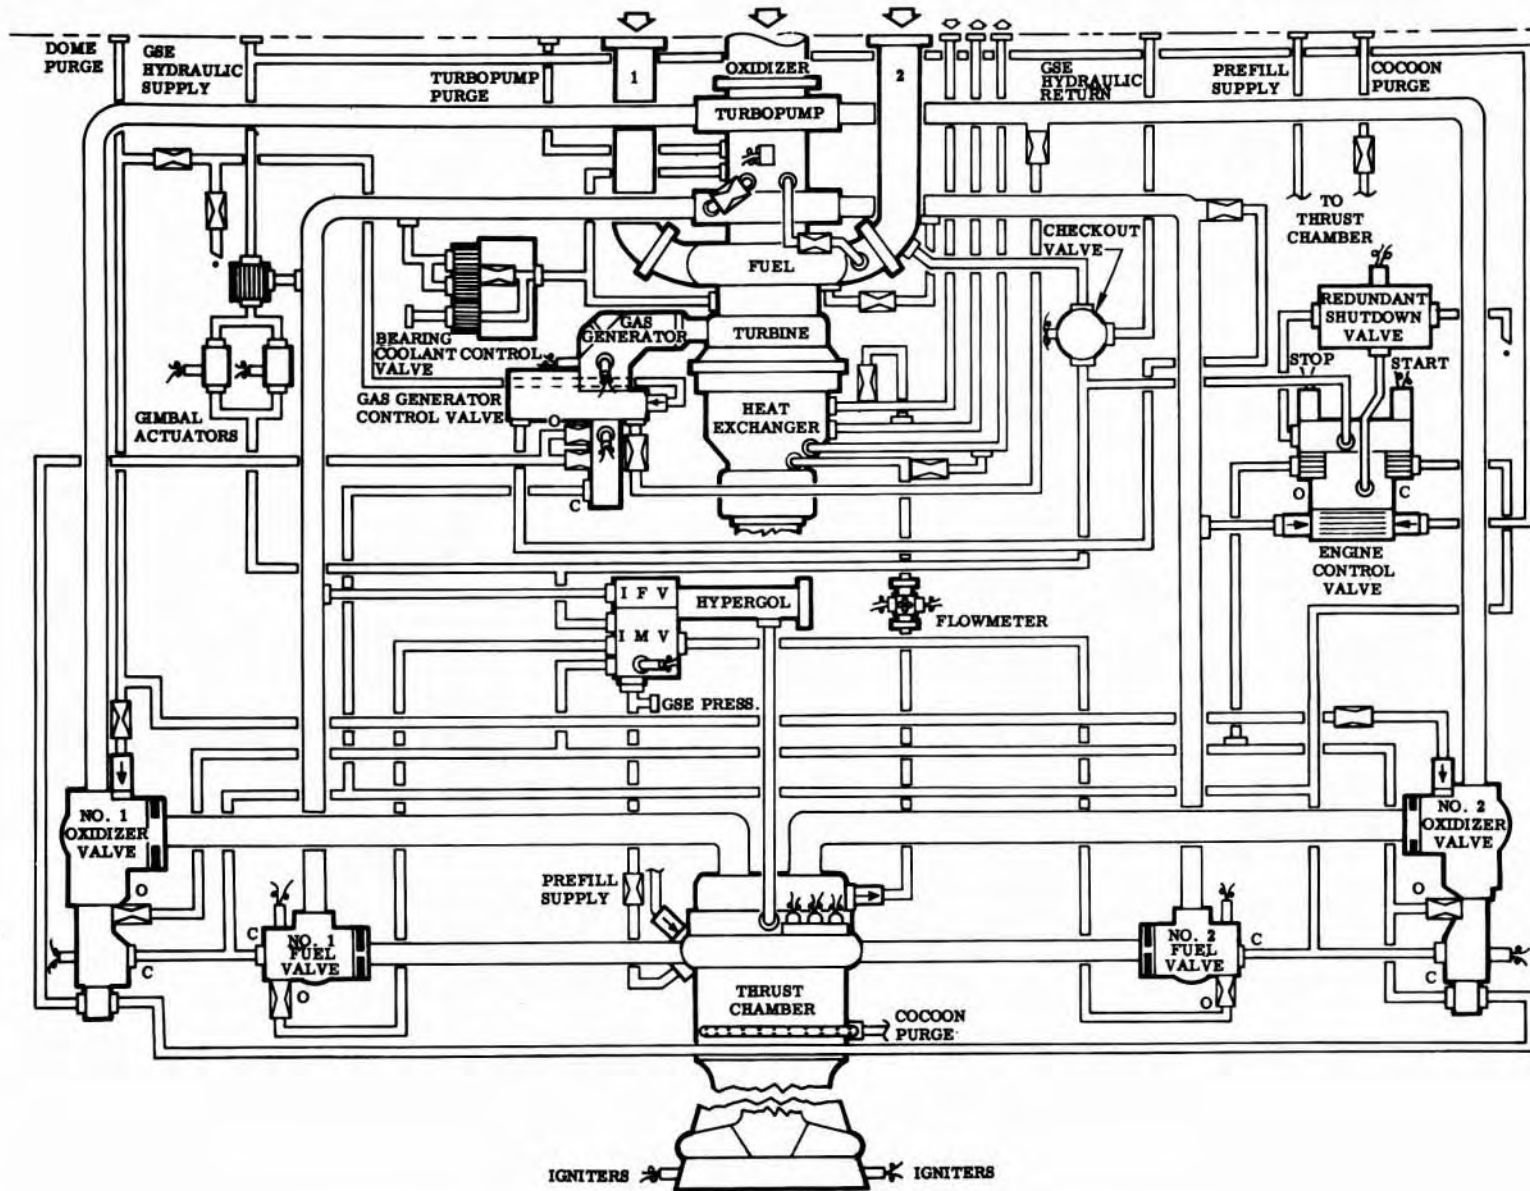 DOME
PURGE
GSE
HYDRAULIC
SUPPLY
TURBOPUMP
PURGE
1
OXIDIZER
2
GSE
HYDRAULIC
RETURN
PREFILL
SUPPLY
COCOON
PURGE
TURBOPUMP
TO
THRUST
CHAMBER
CHECKOUT
VALVE
FUEL
REDUNDANT
SHUTDOWN
VALVE
GAS
GENERATOR
TURBINE
BEARING
COOLANT CONTROL
VALVE
STOP
START
GAS GENERATOR
CONTROL VALVE
O
C
HEAT
EXCHANGER
GIMBAL
ACTUATORS
O
C
ENGINE
CONTROL
VALVE
I F V
HYPERGOL
I M V
FLOWMETER
GSE PRESS.
NO. 1
OXIDIZER
VALVE
NO. 2
OXIDIZER
VALVE
O
C
PREFILL
SUPPLY
O
C
C
NO. 1
FUEL
VALVE
O
NO. 2
FUEL
VALVE
C
O
THRUST
CHAMBER
COCOON
PURGE
IGNITERS
IGNITERS